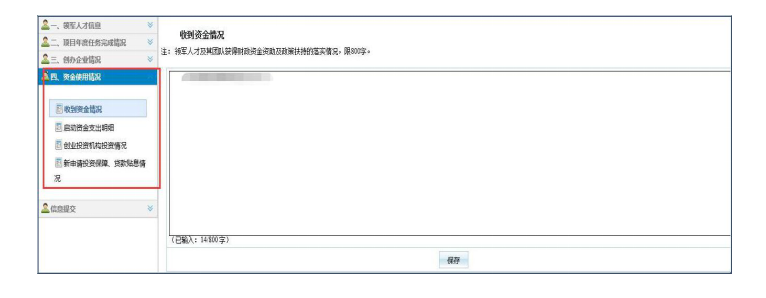 一、领军人才信息
二、项目年度任务完成情况
三、创办企业情况
四、资金使用情况
收到资金情况
启动资金支出明细
创业投资机构投资情况
新申请投资保障、贷款贴息情
况
信息提交
收到资金情况
注：领军人才及其团队获得财政资金资助及政策扶持的落实情况，限800字。
(已输入：14/800字)
保存